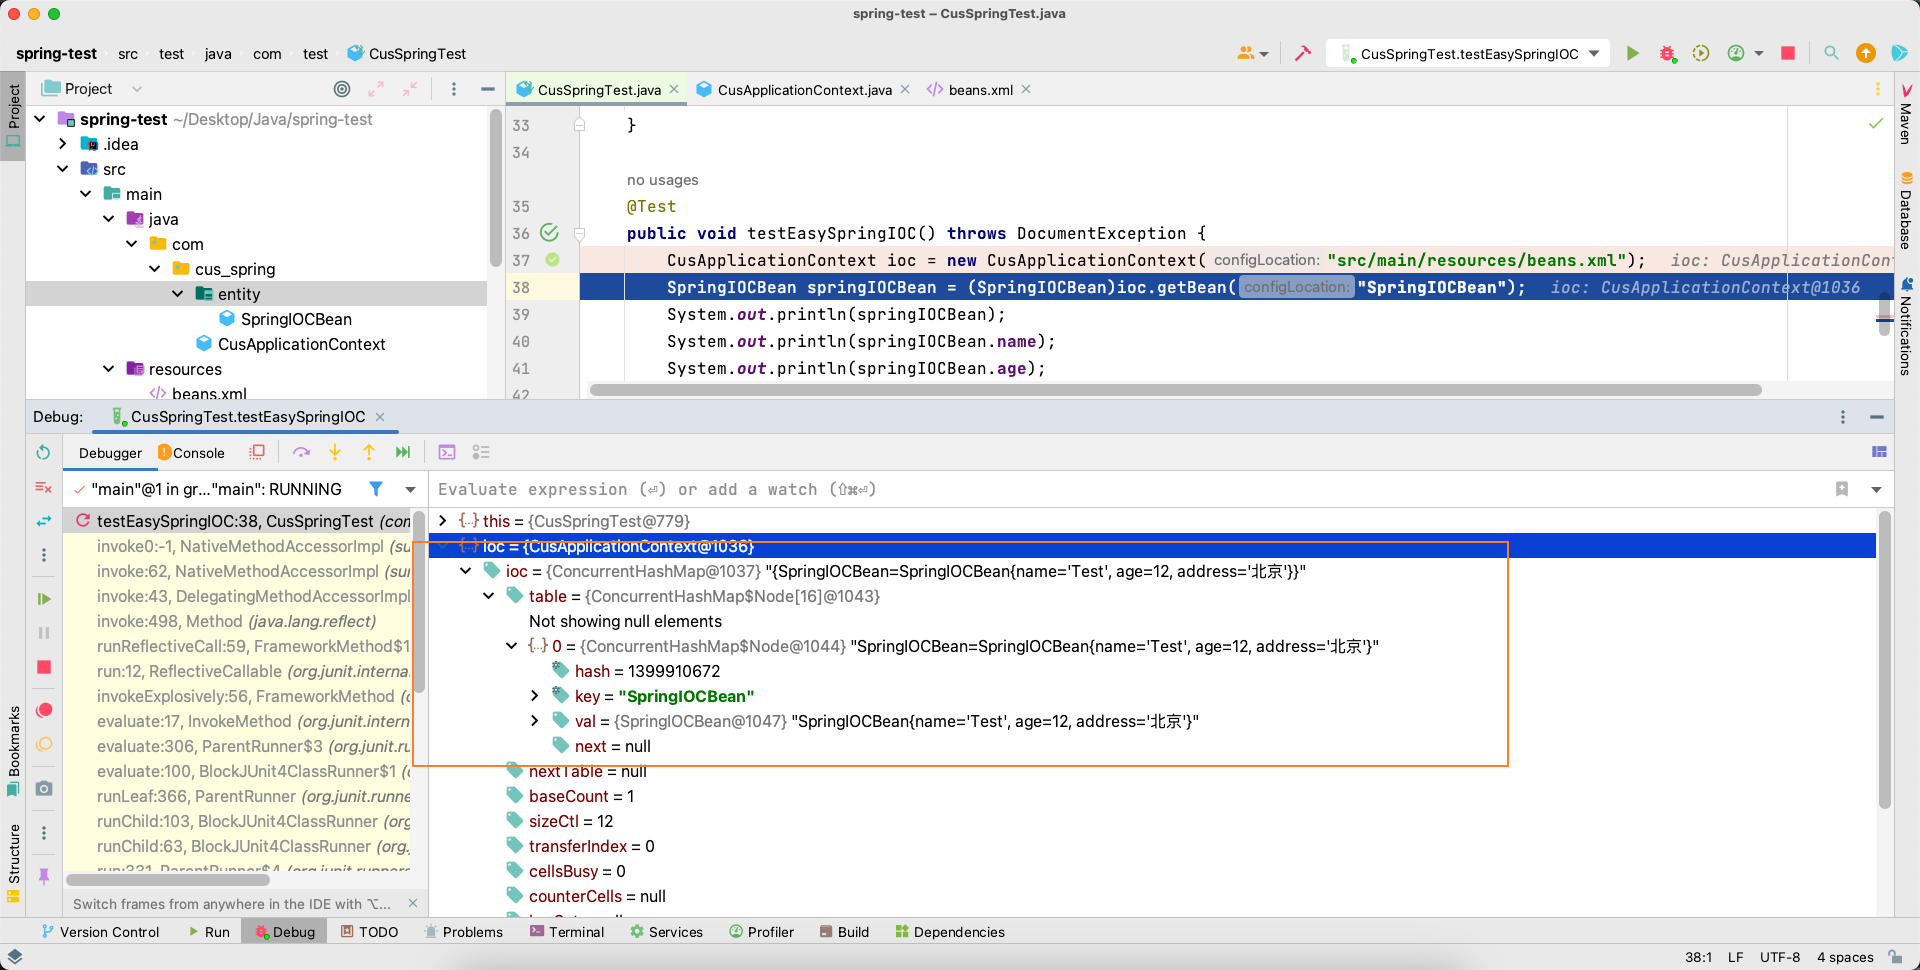 spring-test – CusSpringTest.java
spring-test src test java com test CusSpringTest
CusSpringTest.testEasySpringIOC
Project
Project
spring-test ~/Desktop/Java/spring-test
.idea
src
main
java
com
cus_spring
entity
SpringIOCBean
CusApplicationContext
resources
beans.xml
CusSpringTest.java CusApplicationContext.java beans.xml
33 }
34
no usages
35 @Test
36 public void testEasySpringIOC() throws DocumentException {
37 CusApplicationContext ioc = new CusApplicationContext( configLocation: "src/main/resources/beans.xml"); ioc: CusApplicationCon
38 SpringIOCBean springIOCBean = (SpringIOCBean)ioc.getBean( configLocation: "SpringIOCBean"); ioc: CusApplicationContext@1036
39 System.out.println(springIOCBean);
40 System.out.println(springIOCBean.name);
41 System.out.println(springIOCBean.age);
42
Maven
Database
Notifications
Debug: CusSpringTest.testEasySpringIOC
Debugger Console
"main"@1 in gr..."main": RUNNING
testEasySpringIOC:38, CusSpringTest (con
invoke0:-1, NativeMethodAccessorImpl (su
invoke:62, NativeMethodAccessorImpl (sur
invoke:43, DelegatingMethodAccessorImpl
invoke:498, Method (java.lang.reflect)
runReflectiveCall:59, FrameworkMethod$1
run:12, ReflectiveCallable (org.junit.interna
invokeExplosively:56, FrameworkMethod (c
evaluate:17, InvokeMethod (org.junit.intern
evaluate:306, ParentRunner$3 (org.junit.ru
evaluate:100, BlockJUnit4ClassRunner$1 (c
runLeaf:366, ParentRunner (org.junit.runne
runChild:103, BlockJUnit4ClassRunner (org
runChild:63, BlockJUnit4ClassRunner (org.
run:331, ParentRunner$4 (org.junit.runners
Switch frames from anywhere in the IDE with ⌥...
Evaluate expression (⏎) or add a watch (⇧⌘⏎)
this = {CusSpringTest@779}
ioc = {CusApplicationContext@1036}
ioc = {ConcurrentHashMap@1037} "{SpringIOCBean=SpringIOCBean{name='Test', age=12, address='北京'}}"
table = {ConcurrentHashMap$Node[16]@1043}
Not showing null elements
0 = {ConcurrentHashMap$Node@1044} "SpringIOCBean=SpringIOCBean{name='Test', age=12, address='北京'}"
hash = 1399910672
key = "SpringIOCBean"
val = {SpringIOCBean@1047} "SpringIOCBean{name='Test', age=12, address='北京'}"
next = null
nextTable = null
baseCount = 1
sizeCtl = 12
transferIndex = 0
cellsBusy = 0
counterCells = null
Bookmarks
Structure
Version Control Run Debug TODO Problems Terminal Services Profiler Build Dependencies
38:1 LF UTF-8 4 spaces